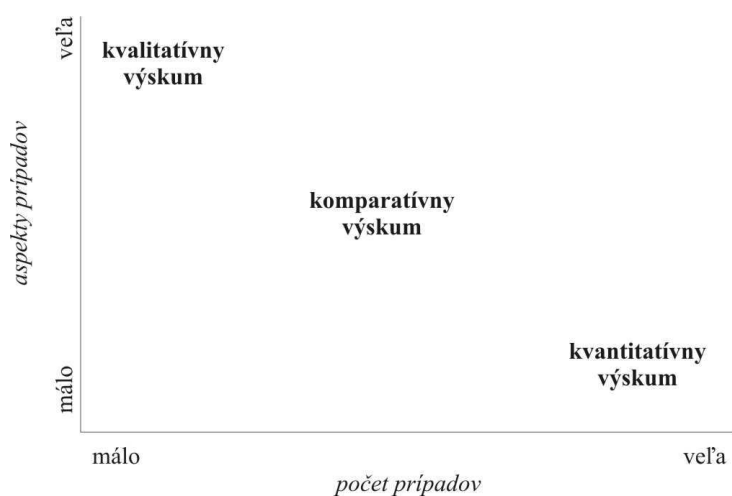 veľa
kvalitatívny
výskum
aspekty prípadov
komparatívny
výskum
kvantitatívny
výskum
málo
málo
veľa
počet prípadov